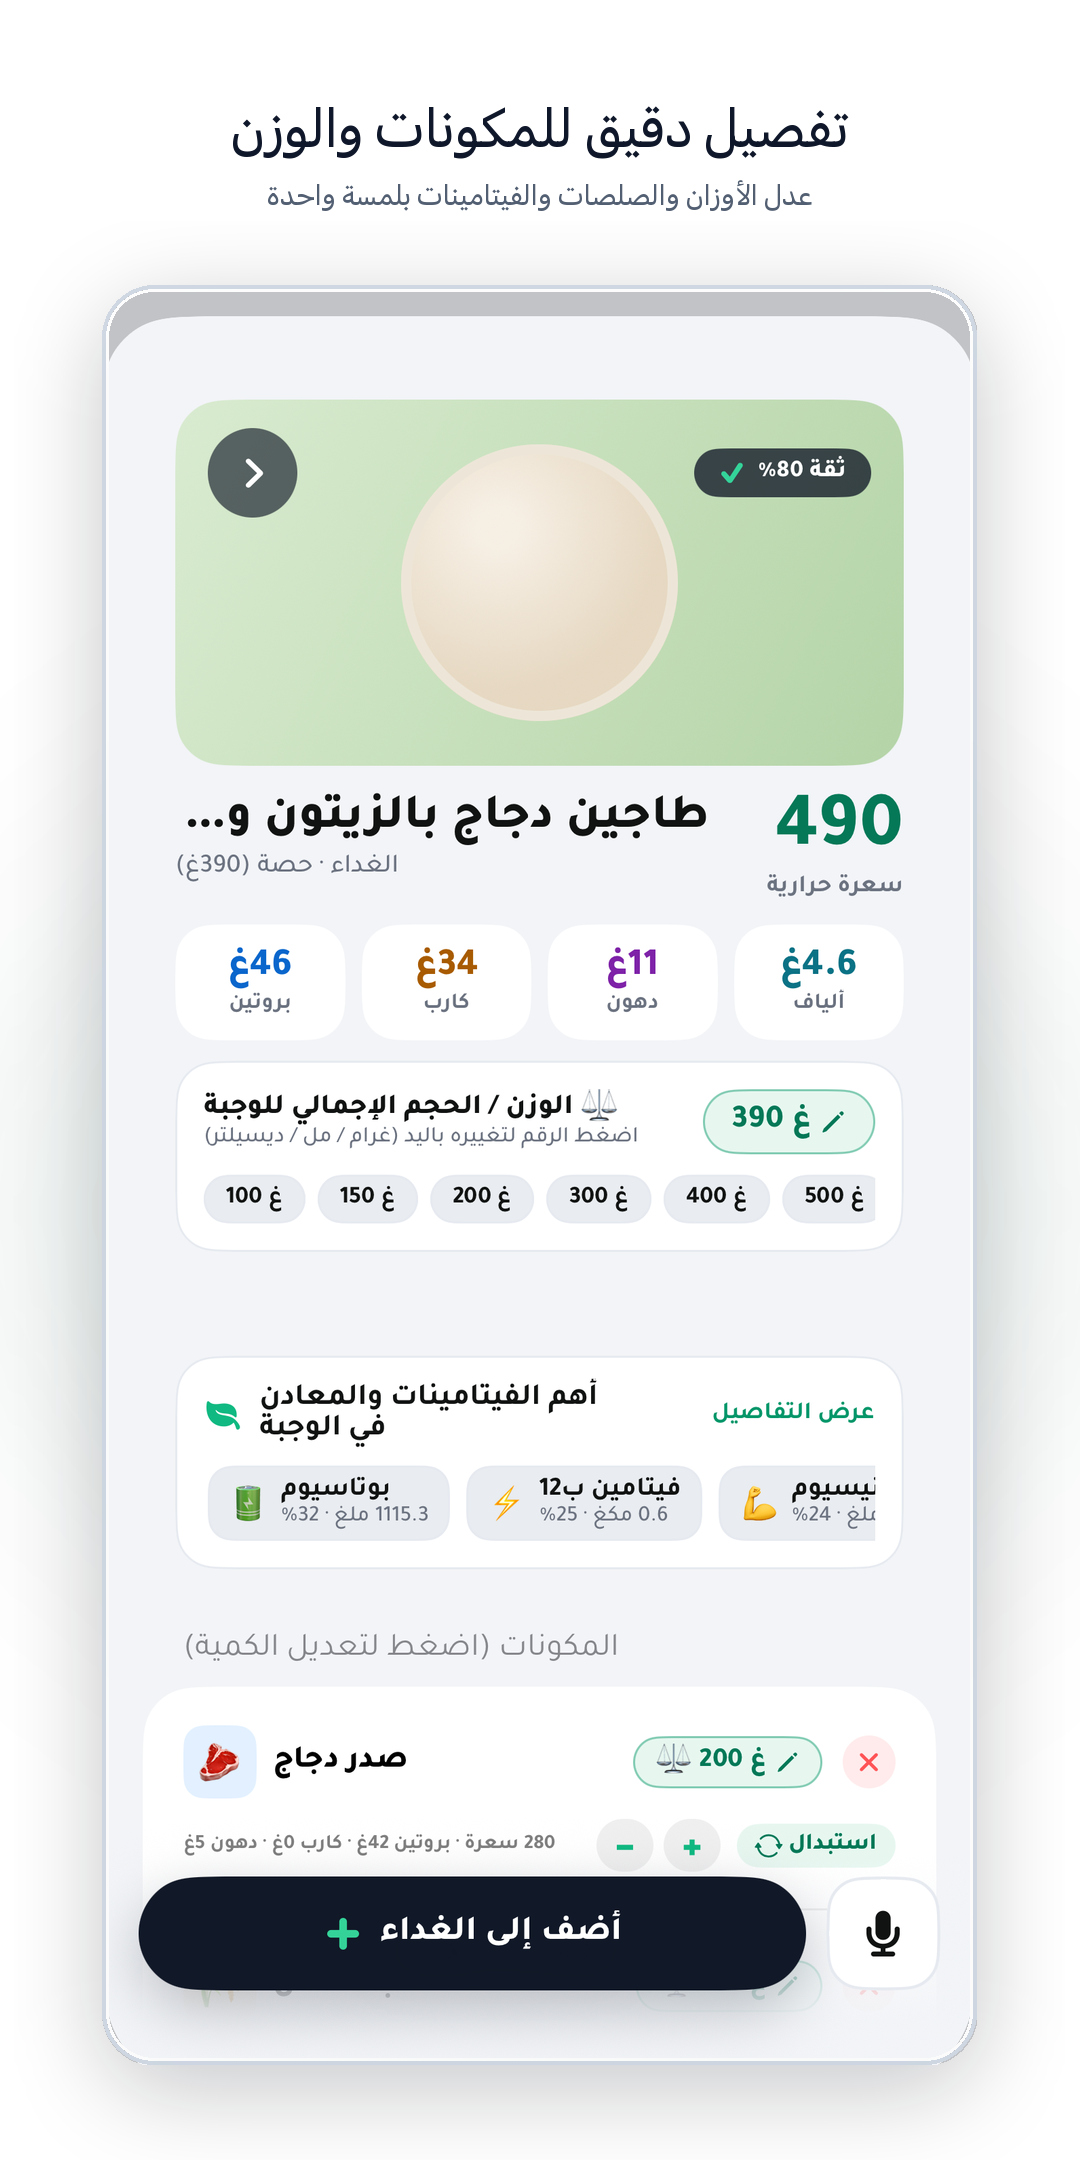 تفصيل دقيق للمكونات والوزن
عدل الأوزان والصلصات والفيتامينات بلمسة واحدة
ثقة 80%
طاجين دجاج بالزيتون و...
490
الغداء · حصة (390غ)
سعرة حرارية
46غ
بروتين
34غ
كارب
11غ
دهون
4.6غ
ألياف
الوزن / الحجم الإجمالي للوجبة
اضغط الرقم لتغييره باليد (غرام / مل / ديسيلتر)
390 غ
100 غ
150 غ
200 غ
300 غ
400 غ
500 غ
أهم الفيتامينات والمعادن
في الوجبة
عرض التفاصيل
بوتاسيوم
1115.3 ملغ · 32%
فيتامين ب12
0.6 مكغ · 25%
ملغ · 24%
المكونات (اضغط لتعديل الكمية)
صدر دجاج
200 غ
280 سعرة · بروتين 42غ · كارب 0غ · دهون 5غ
استبدال
أضف إلى الغداء